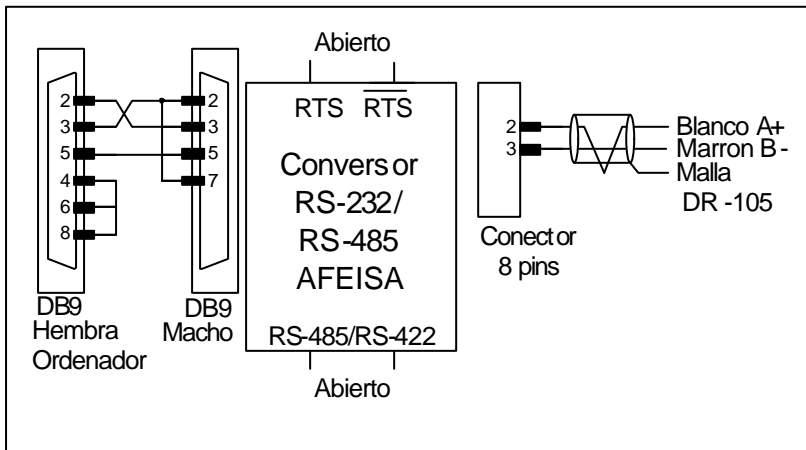 Abierto
RTS RTS
2
3
5
4
6
8
2
3
5
7
Conversor
RS-232/
RS-485
AFEISA
RS-485/RS-422
Abierto
DB9
Hembra
Ordenador
DB9
Macho
2
3
Conector
8 pins
Blanco A+
Marron B-
Malla
DR -105